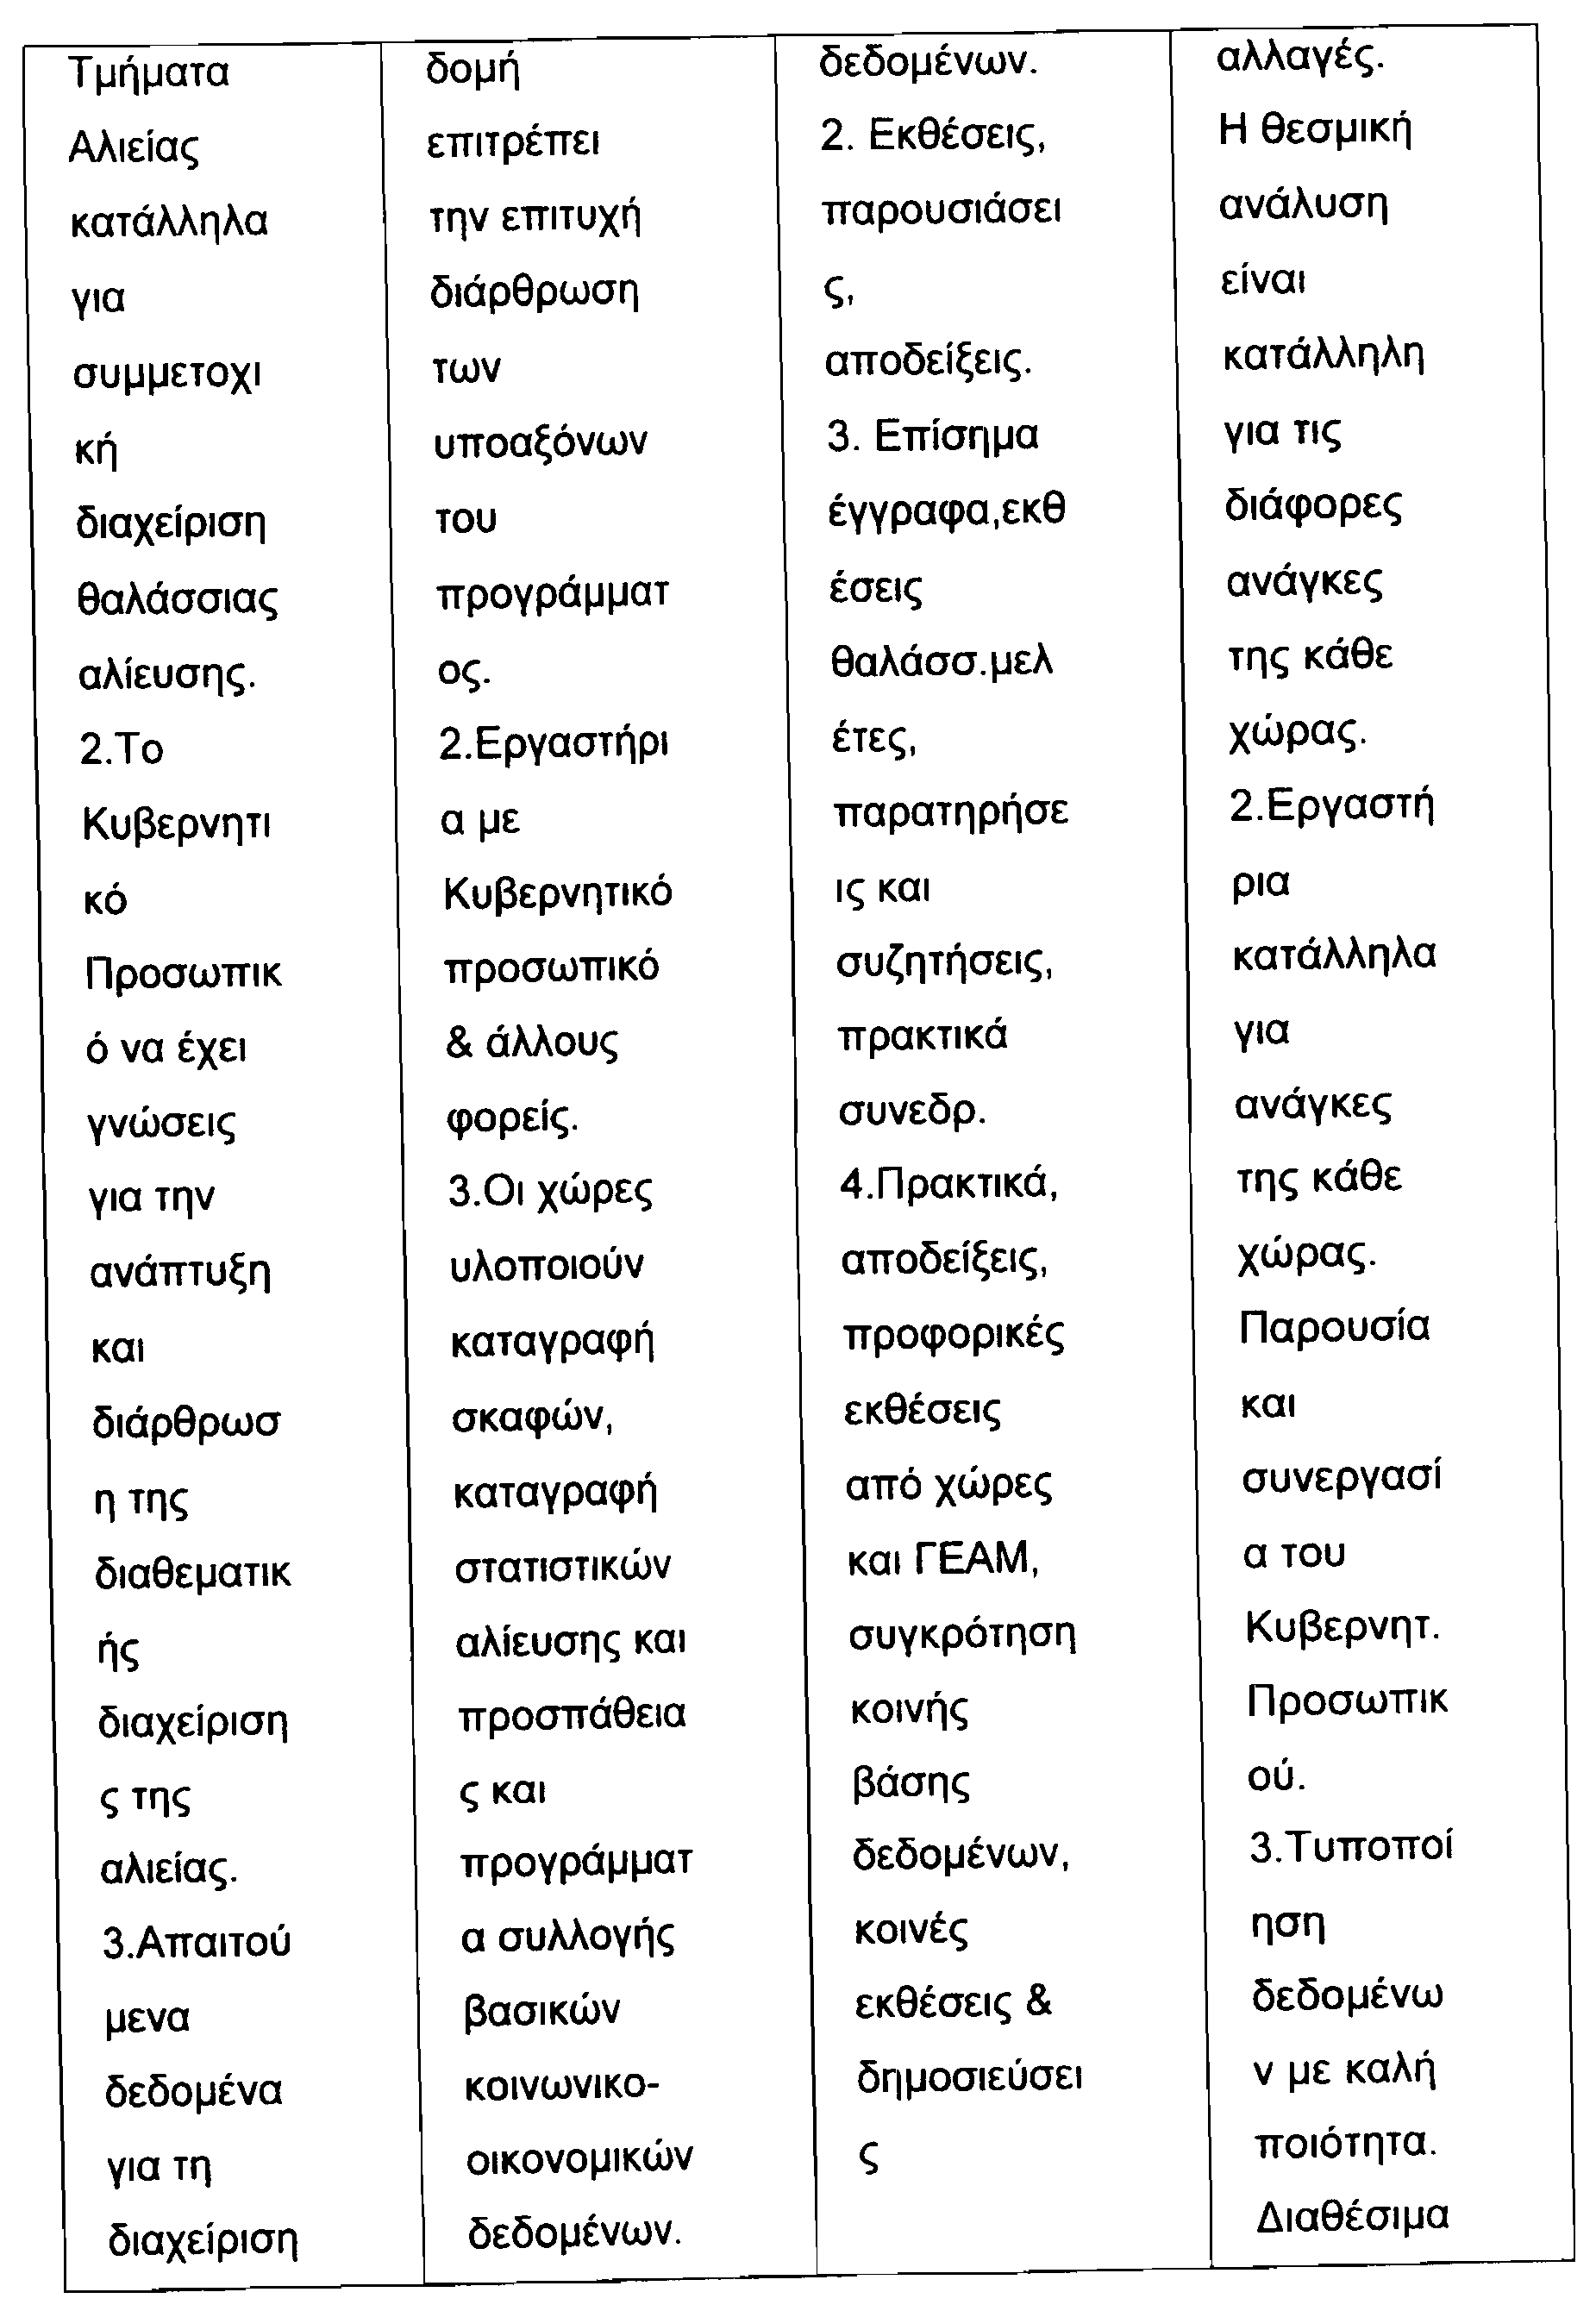 Τμήματα
Αλιείας
κατάλληλα
για
συμμετοχι
κή
διαχείριση
θαλάσσιας
αλίευσης.
2.Το
Κυβερνητι
κό
Προσωπικ
ό να έχει
γνώσεις
για την
ανάπτυξη
και
διάρθρωσ
η της
διαθεματικ
ής
διαχείριση
ς της
αλιείας.
3.Απαιτού
μενα
δεδομένα
για τη
διαχείριση
δομή
επιτρέπει
την επιτυχή
διάρθρωση
των
υποαξόνων
του
προγράμματ
ος.
2.Εργαστήρι
α με
Κυβερνητικό
προσωπικό
& άλλους
φορείς.
3.Οι χώρες
υλοποιούν
καταγραφή
σκαφών,
καταγραφή
στατιστικών
αλίευσης και
προσπάθεια
ς και
προγράμματ
α συλλογής
βασικών
κοινωνικο-
οικονομικών
δεδομένων.
δεδομένων.
2. Εκθέσεις,
παρουσιάσει
ς,
αποδείξεις.
3. Επίσημα
έγγραφα,εκθ
έσεις
θαλάσσ.μελ
έτες,
παρατηρήσε
ις και
συζητήσεις,
πρακτικά
συνεδρ.
4.Πρακτικά,
αποδείξεις,
προφορικές
εκθέσεις
από χώρες
και ΓΕΑΜ,
συγκρότηση
κοινής
βάσης
δεδομένων,
κοινές
εκθέσεις &
δημοσιεύσει
ς
αλλαγές.
Η θεσμική
ανάλυση
είναι
κατάλληλη
για τις
διάφορες
ανάγκες
της κάθε
χώρας.
2.Εργαστή
ρια
κατάλληλα
για
ανάγκες
της κάθε
χώρας.
Παρουσία
και
συνεργασί
α του
Κυβερνητ.
Προσωπικ
ού.
3.Τυποποί
ηση
δεδομένω
ν με καλή
ποιότητα.
Διαθέσιμα